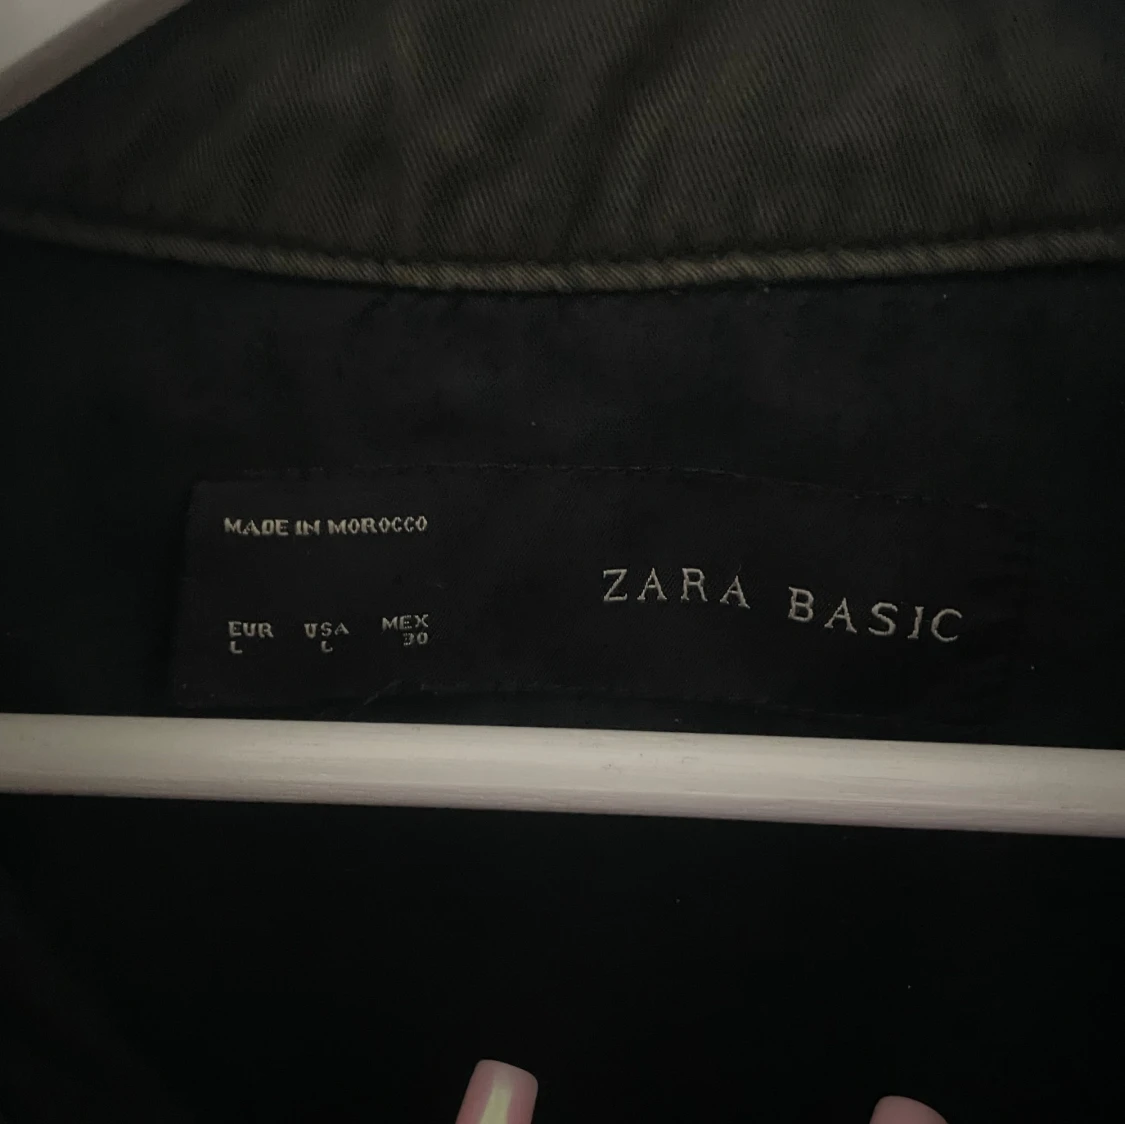 MADE IN MOROCCO
ZARA BASIC
EUR USA MEX
L L 30